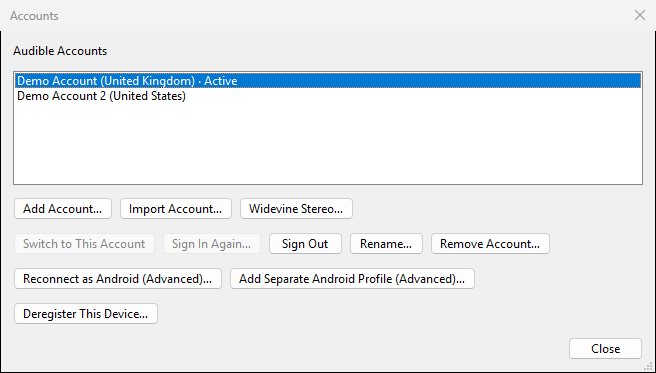 Accounts
Audible Accounts
Demo Account (United Kingdom) · Active
Demo Account 2 (United States)
Add Account...
Import Account...
Widevine Stereo...
Switch to This Account
Sign In Again...
Sign Out
Rename...
Remove Account...
Reconnect as Android (Advanced)...
Add Separate Android Profile (Advanced)...
Deregister This Device...
Close